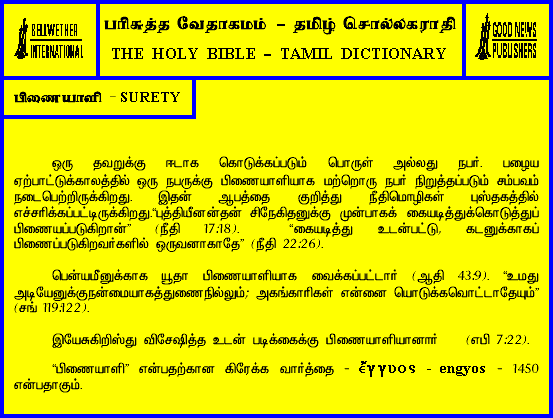 BELLWETHER
INTERNATIONAL
பரிசுத்த வேதாகமம் – தமிழ் சொல்லகராதி
THE HOLY BIBLE – TAMIL DICTIONARY
GOOD NEWS
PUBLISHERS
பிணையாளி – SURETY
ஒரு தவறுக்கு ஈடாக கொடுக்கப்படும் பொருள் அல்லது நபர். பழைய
ஏற்பாட்டுக்காலத்தில் ஒரு நபருக்கு பிணையாளியாக மற்றொரு நபர் நிறுத்தப்படும் சம்பவம்
நடைபெற்றிருக்கிறது. இதன் ஆபத்தை குறித்து நீதிமொழிகள் புஸ்தகத்தில்
எச்சரிக்கப்பட்டிருக்கிறது.“புத்தியீனன்தன் சிநேகிதனுக்கு முன்பாகக் கையடித்துக்கொடுத்துப்
பிணையப்படுகிறான்” (நீதி 17:18). “கையடித்து உடன்பட்டு, கடனுக்காகப்
பிணைப்படுகிறவர்களில் ஒருவனாகாதே” (நீதி 22:26).
பென்யமீனுக்காக யூதா பிணையாளியாக வைக்கப்பட்டார் (ஆதி 43:9). “உமது
அடியேனுக்குநன்மையாகத்துணைநில்லும்; அகங்காரிகள் என்னை யொடுக்கவொட்டாதேயும்”
(சங் 119:122).
இயேசுகிறிஸ்து விசேஷித்த உடன் படிக்கைக்கு பிணையாளியானார் (எபி 7:22).
“பிணையாளி” என்பதற்கான கிரேக்க வார்த்தை - ἔγγυος - engyos - 1450
என்பதாகும்.